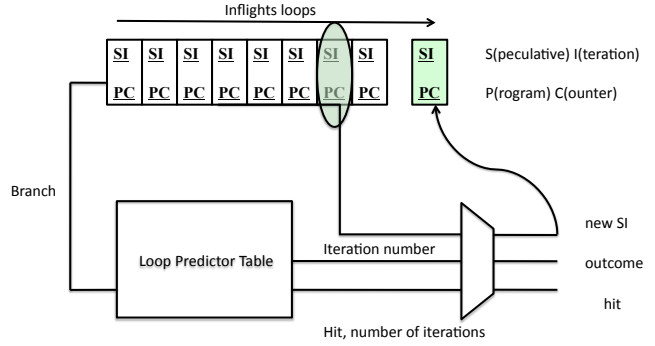 Inflights loops
SI SI SI SI SI SI SI SI SI
S(peculative) I(teration)
PC PC PC PC PC PC PC PC PC
P(rogram) C(ounter)
Branch
new SI
Iteration number
Loop Predictor Table
outcome
hit
Hit, number of iterations